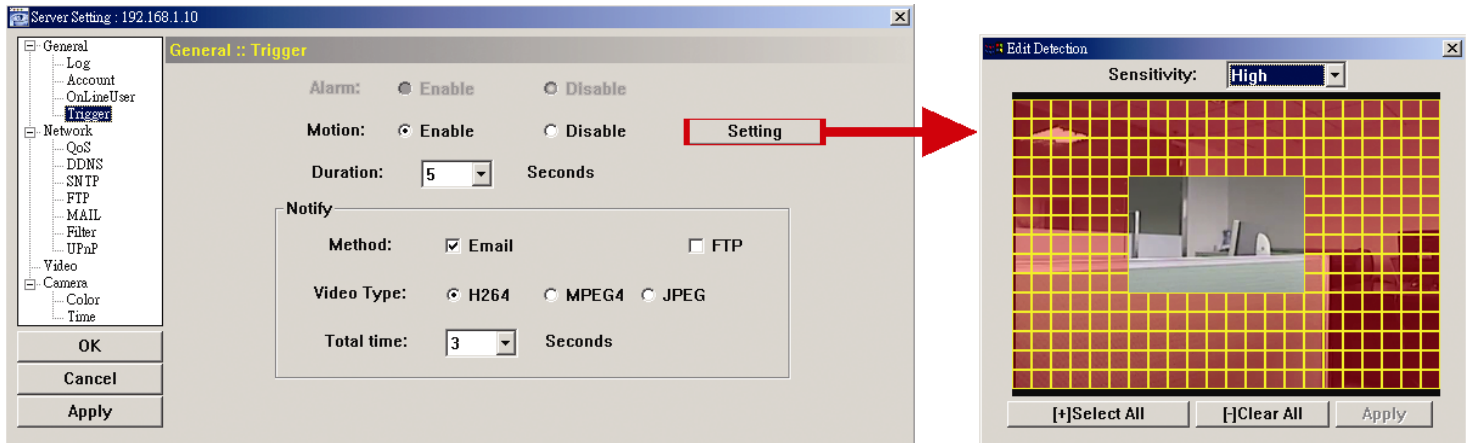 Server Setting : 192.168.1.10
General
Log
Account
OnLineUser
Trigger
Network
QoS
DDNS
SNTP
FTP
MAIL
Filter
UPnP
Video
Camera
Color
Time
OK
Cancel
Apply
General :: Trigger
Alarm: Enable Disable
Motion: Enable Disable Setting
Duration: 5 Seconds
Notify
Method: Email FTP
Video Type: H264 MPEG4 JPEG
Total time: 3 Seconds
Edit Detection
Sensitivity: High
[+]Select All [-]Clear All Apply